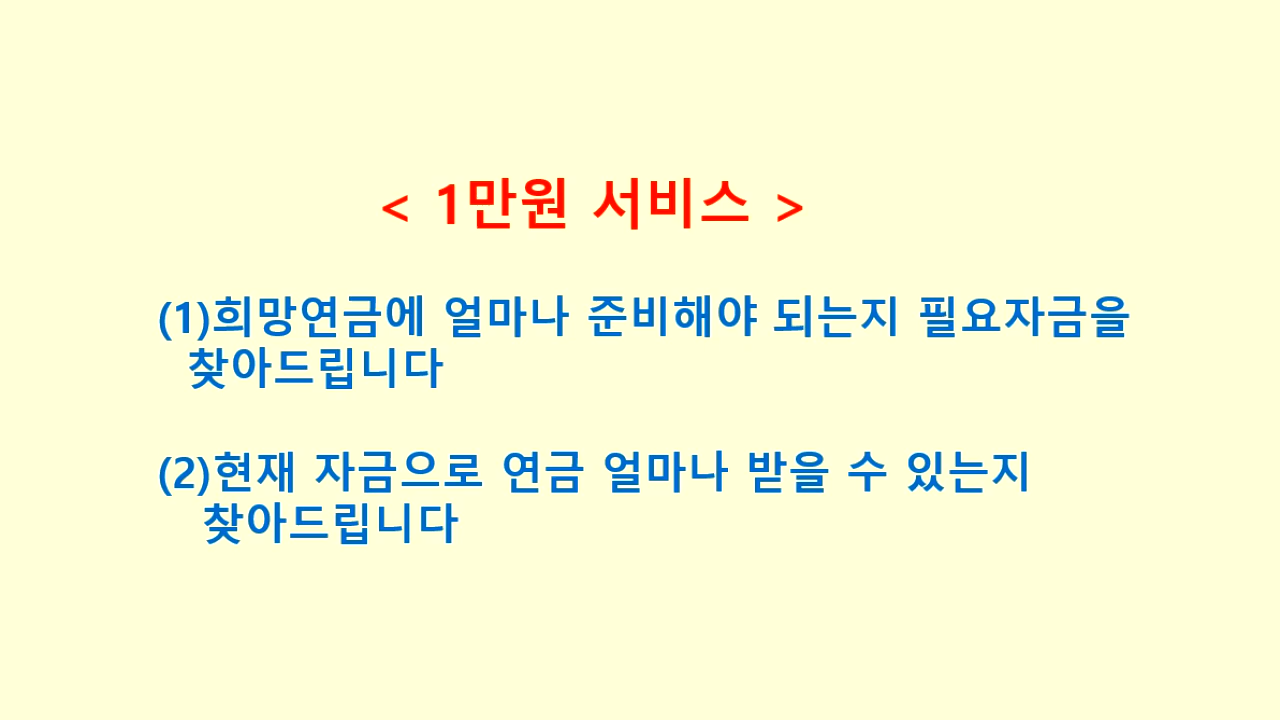 < 1만원 서비스 >
(1)희망연금에 얼마나 준비해야 되는지 필요자금을
찾아드립니다
(2)현재 자금으로 연금 얼마나 받을 수 있는지
찾아드립니다